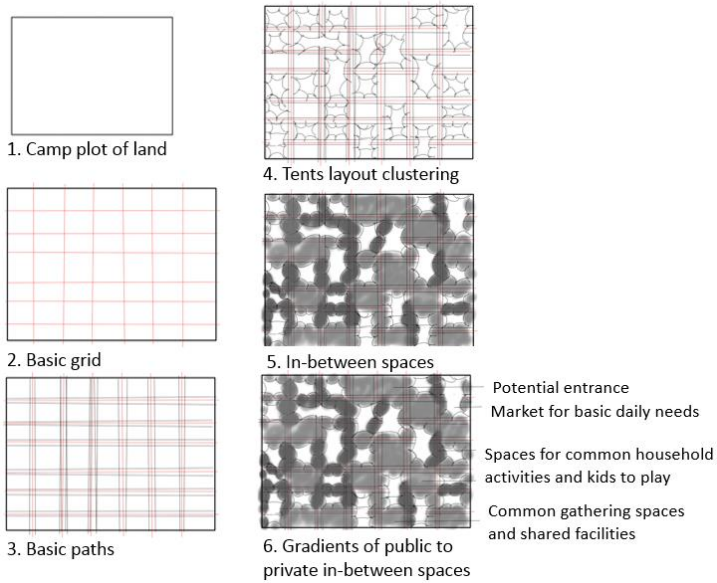 1. Camp plot of land
2. Basic grid
3. Basic paths
4. Tents layout clustering
5. In-between spaces
6. Gradients of public to
private in-between spaces
Potential entrance
Market for basic daily needs
Spaces for common household
activities and kids to play
Common gathering spaces
and shared facilities